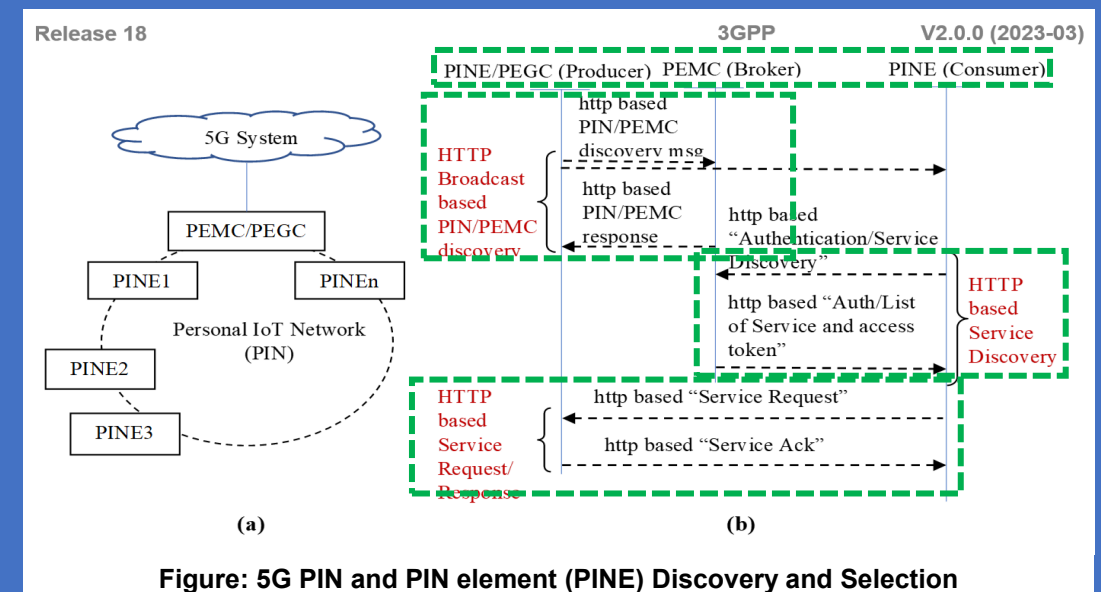 Release 18
3GPP
V2.0.0 (2023-03)
5G System
PEMC/PEGC
PINE1
PINEn
Personal IoT Network
(PIN)
PINE2
PINE3
(a)
PINE/PEGC (Producer)
PEMC (Broker)
PINE (Consumer)
http based
PIN/PEMC
discovery msg
HTTP
Broadcast
based
PIN/PEMC
discovery
http based
PIN/PEMC
response
http based
“Authentication/Service
Discovery”
http based “Auth/List
of Service and access
token”
HTTP
based
Service
Discovery
HTTP
based
Service
Request/
Response
http based “Service Request”
http based “Service Ack”
(b)
Figure: 5G PIN and PIN element (PINE) Discovery and Selection